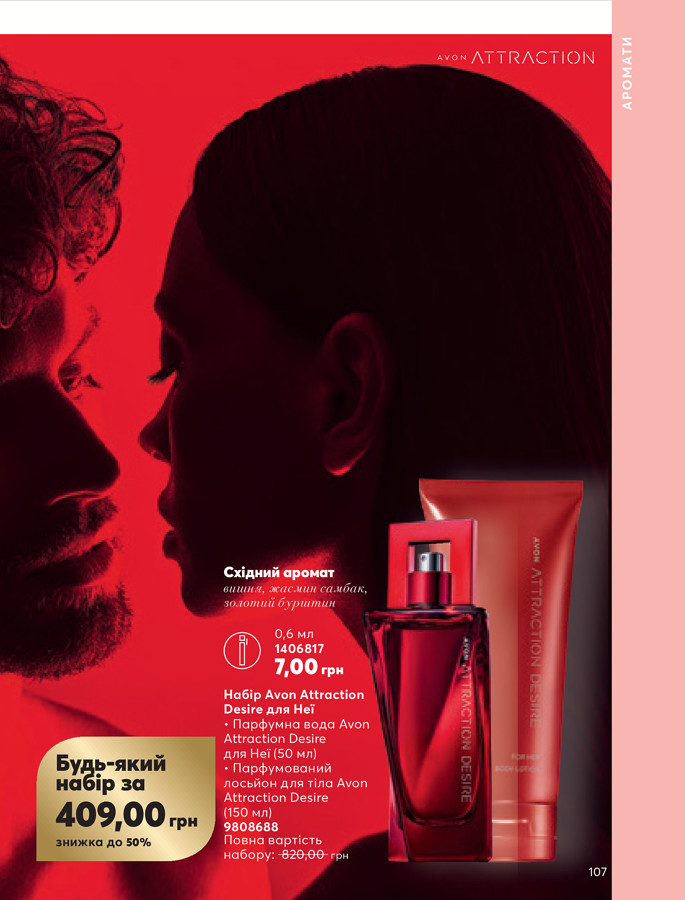 AVON ATTRACTION
АРОМАТИ
Східний аромат
вишня, жасмин самбак,
золотий бурштин
0,6 мл
1406817
7,00 грн
Набір Avon Attraction
Desire для Неї
• Парфумна вода Avon
Attraction Desire
для Неї (50 мл)
• Парфумований
лосьйон для тіла Avon
Attraction Desire
(150 мл)
9808688
Повна вартість
набору: 820,00 грн
Будь-який
набір за
409,00 грн
знижка до 50%
AVON ATTRACTION DESIRE
AVON ATTRACTION DESIRE
FOR HER
BODY LOTION
107